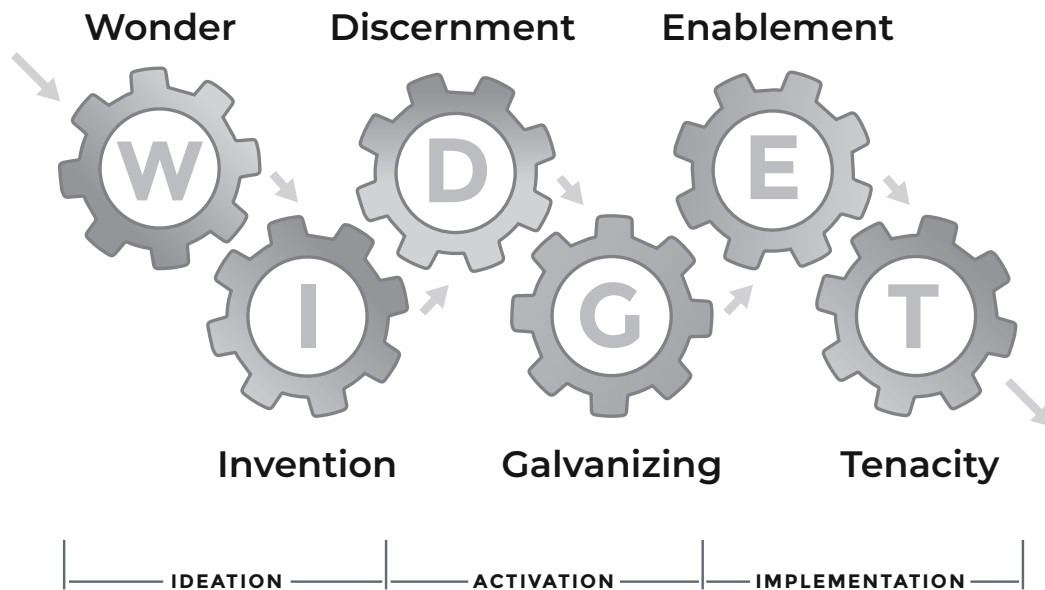 Wonder Discernment Enablement
W D E
I G T
Invention Galvanizing Tenacity
IDEATION ACTIVATION IMPLEMENTATION